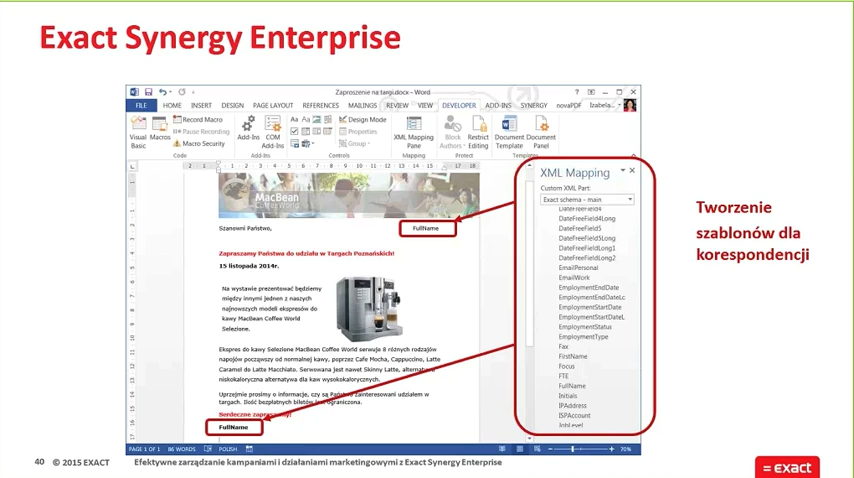 Exact Synergy Enterprise
Zaproszenie na targi.docx - Word
FILE HOME INSERT DESIGN PAGE LAYOUT REFERENCES MAILINGS REVIEW VIEW DEVELOPER ADD-INS SYNERGY novaPDF Izabela...
Visual Basic
Macros
Record Macro
Pause Recording
Macro Security
Code
Add-Ins
COM Add-Ins
Add-Ins
Aa Aa
Design Mode
Properties
Group
Controls
XML Mapping Pane
Mapping
Block Authors
Restrict Editing
Protect
Document Template
Document Panel
Templates
MacBean
Coffee World
Szanowni Państwo,
FullName
Zapraszamy Państwa do udziału w Targach Poznańskich!
15 listopada 2014r.
Na wystawie prezentować będziemy
między innymi jednen z naszych
najnowszych modeli ekspresów do
kawy MacBean Coffee World
Selezione.
Ekspres do kawy Selezione MacBean Coffee World serwuje 8 różnych rodzajów
napojów począwszy od normalnej kawy, poprzez Cafe Mocha, Cappuccino, Latte
Caramel do Latte Macchiato. Serwowana jest nawet Skinny Latte, alternatywa
niskokaloryczna alternatywa dla kaw wysokokalorycznych.
Uprzejmie prosimy o informacje, czy są Państwo zainteresowani udziałem w
targach. Ilość bezpłatnych biletów jest ograniczona.
Serdeczne zapraszamy!
FullName
PAGE 1 OF 1 86 WORDS POLISH
70%
XML Mapping
Custom XML Part:
Exact schema - main
DateFreeField4
DateFreeField4Long
DateFreeField5
DateFreeField5Long
DateFreeFieldLong1
DateFreeFieldLong2
EmailPersonal
EmailWork
EmploymentEndDate
EmploymentEndDateLc
EmploymentStartDate
EmploymentStartDateL
EmploymentStatus
EmploymentType
Fax
FirstName
Focus
FTE
FullName
Initials
IPAddress
ISPAccount
JobLevel
Tworzenie
szablonów dla
korespondencji
40 © 2015 EXACT Efektywne zarządzanie kampaniami i działaniami marketingowymi z Exact Synergy Enterprise
= exact